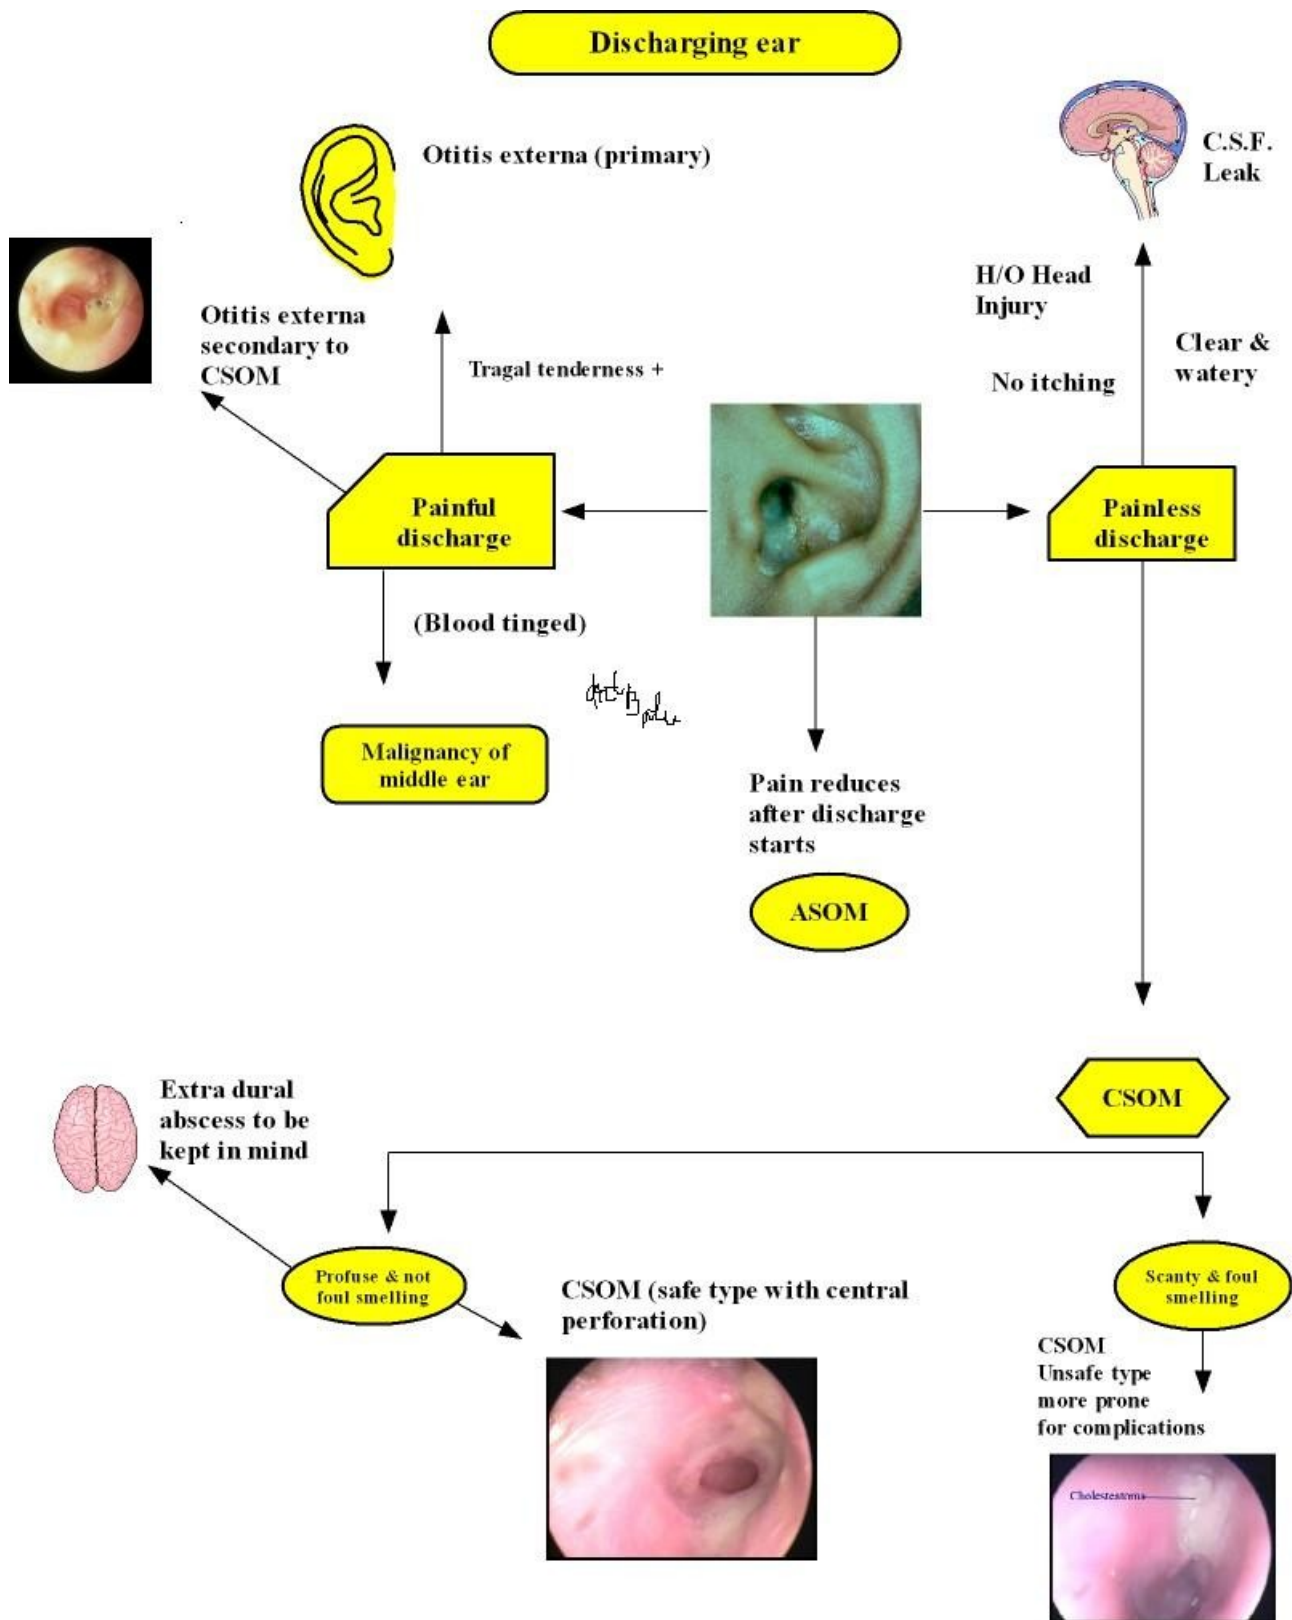 Discharging ear
Otitis externa (primary)
C.S.F.
Leak
H/O Head
Injury
Otitis externa
secondary to
CSOM
Clear &
watery
Tragal tenderness +
No itching
Painful
discharge
Painless
discharge
(Blood tinged)
Malignancy of
middle ear
Pain reduces
after discharge
starts
ASOM
CSOM
Extra dural
abscess to be
kept in mind
Profuse & not
foul smelling
Scanty & foul
smelling
CSOM (safe type with central
perforation)
CSOM
Unsafe type
more prone
for complications
Cholesteatoma